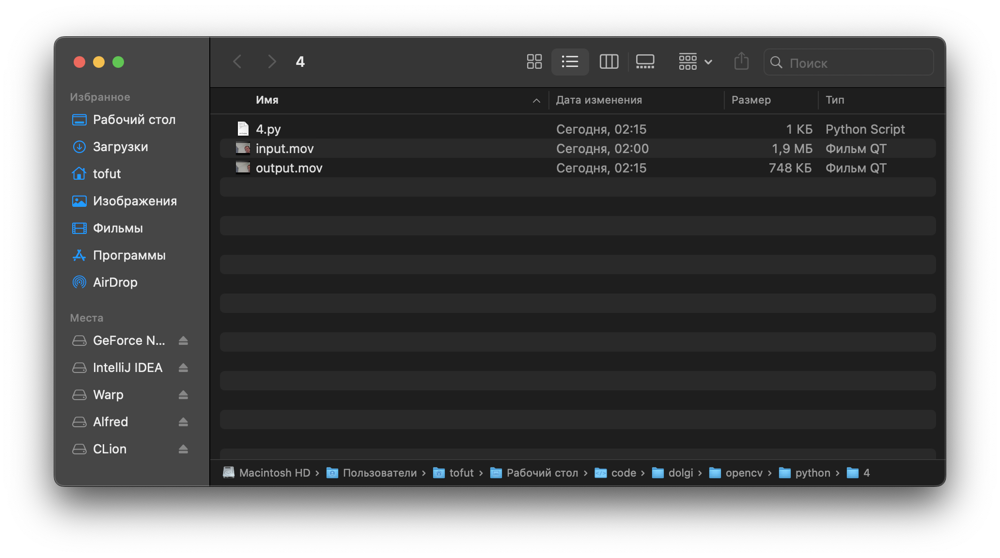 4
Поиск
Избранное
Рабочий стол
Загрузки
tofut
Изображения
Фильмы
Программы
AirDrop
Места
GeForce N...
IntelliJ IDEA
Warp
Alfred
CLion
Имя Дата изменения Размер Тип
4.py Сегодня, 02:15 1 КБ Python Script
input.mov Сегодня, 02:00 1,9 МБ Фильм QT
output.mov Сегодня, 02:15 748 КБ Фильм QT
Macintosh HD › Пользователи › tofut › Рабочий стол › code › dolgi › opencv › python › 4